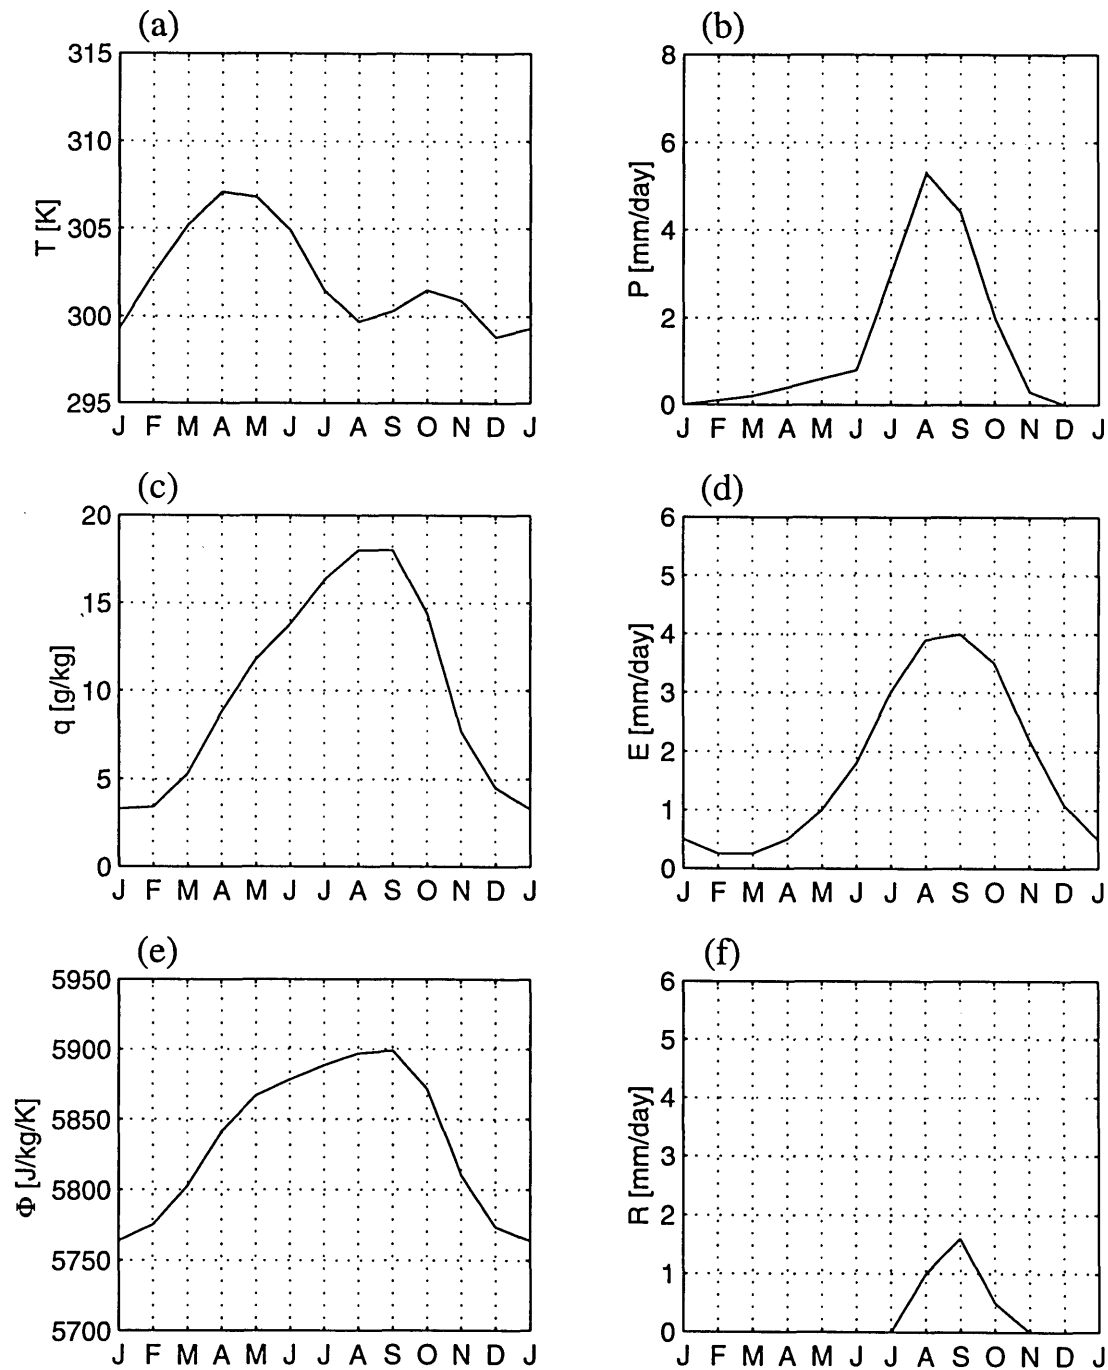 (a)
315
310
305
300
295
T [K]
J F M A M J J A S O N D J
(b)
8
6
4
2
0
P [mm/day]
J F M A M J J A S O N D J
(c)
20
15
10
5
0
q [g/kg]
J F M A M J J A S O N D J
(d)
6
5
4
3
2
1
0
E [mm/day]
J F M A M J J A S O N D J
(e)
5950
5900
5850
5800
5750
5700
Φ [J/kg/K]
J F M A M J J A S O N D J
(f)
6
5
4
3
2
1
0
R [mm/day]
J F M A M J J A S O N D J